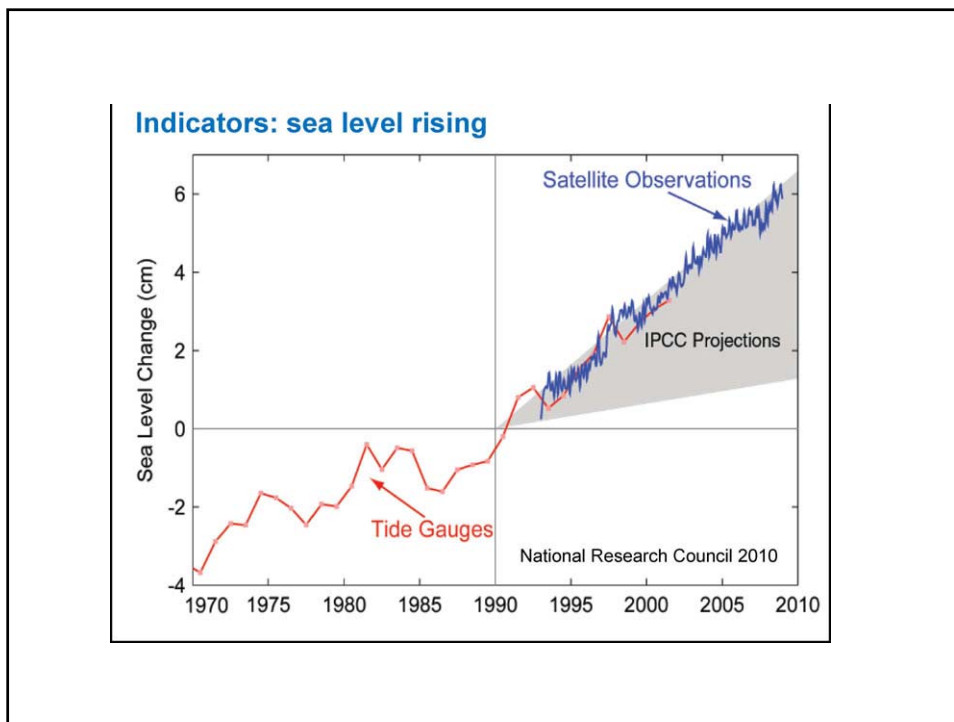 Indicators: sea level rising
Sea Level Change (cm)
6
4
2
0
-2
-4
Satellite Observations
IPCC Projections
Tide Gauges
National Research Council 2010
1970 1975 1980 1985 1990 1995 2000 2005 2010